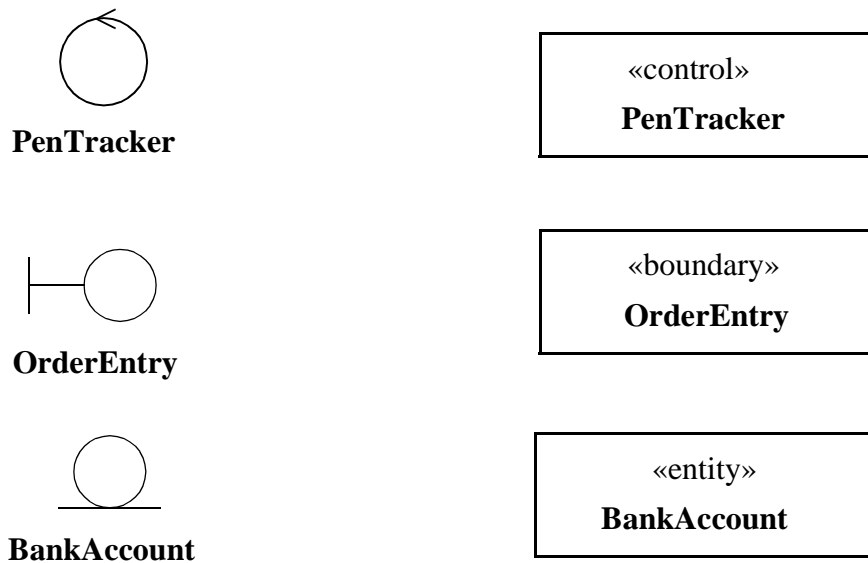 «control»
PenTracker
PenTracker
«boundary»
OrderEntry
OrderEntry
«entity»
BankAccount
BankAccount